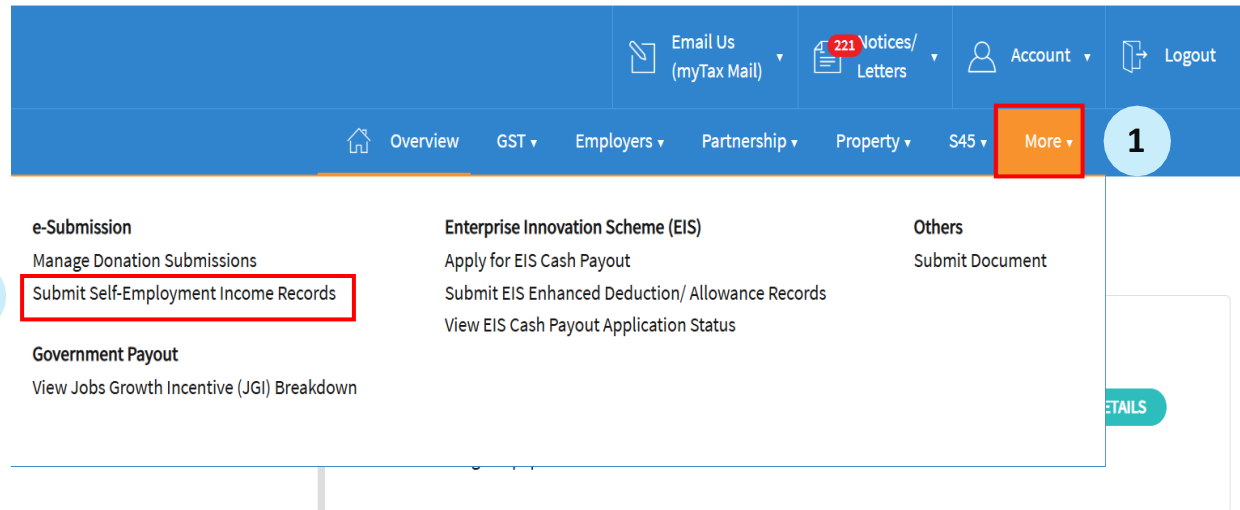 Email Us
(myTax Mail) ▾
221 Notices/
Letters ▾
Account ▾
Logout
Overview
GST ▾
Employers ▾
Partnership ▾
Property ▾
S45 ▾
More ▾
1
e-Submission
Manage Donation Submissions
Submit Self-Employment Income Records
Government Payout
View Jobs Growth Incentive (JGI) Breakdown
Enterprise Innovation Scheme (EIS)
Apply for EIS Cash Payout
Submit EIS Enhanced Deduction/ Allowance Records
View EIS Cash Payout Application Status
Others
Submit Document
ETAILS